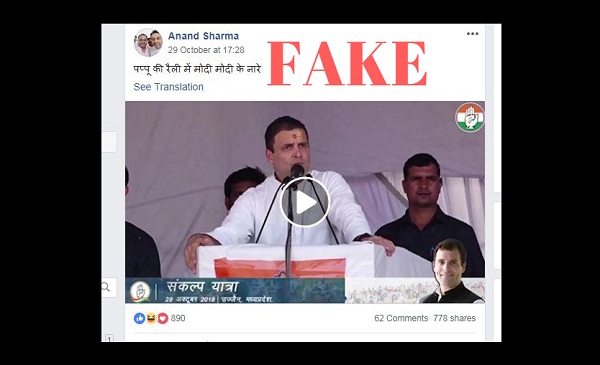 Anand Sharma
29 October at 17:28
FAKE
पप्पू की रैली में मोदी मोदी के नारे
See Translation
संकल्प यात्रा
29 अक्टूबर 2018 | उज्जैन, मध्यप्रदेश
890
62 Comments 778 shares